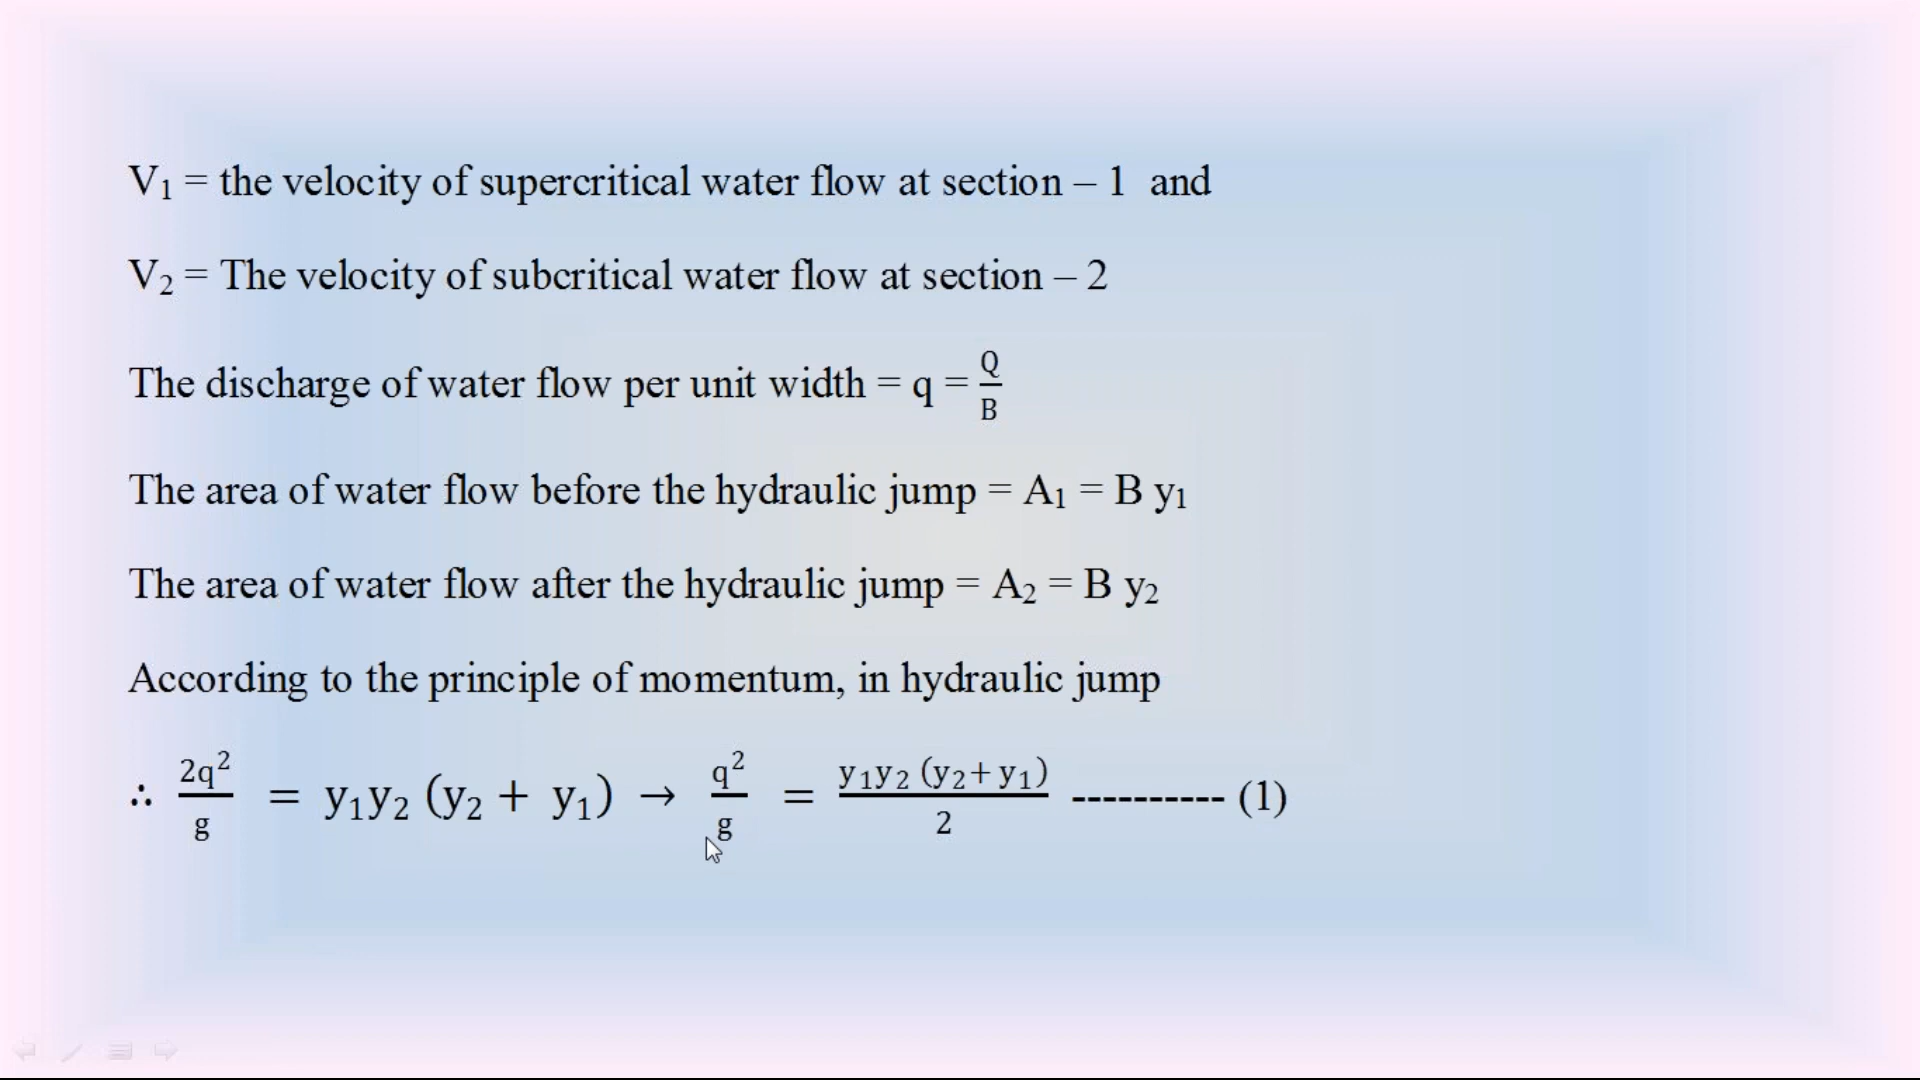 V₁ = the velocity of supercritical water flow at section – 1 and
V₂ = The velocity of subcritical water flow at section – 2
The discharge of water flow per unit width = q = Q/B
The area of water flow before the hydraulic jump = A₁ = B y₁
The area of water flow after the hydraulic jump = A₂ = B y₂
According to the principle of momentum, in hydraulic jump
∴ 2q²/g = y₁y₂ (y₂ + y₁) → q²/g = y₁y₂ (y₂+ y₁)/2 ---------- (1)